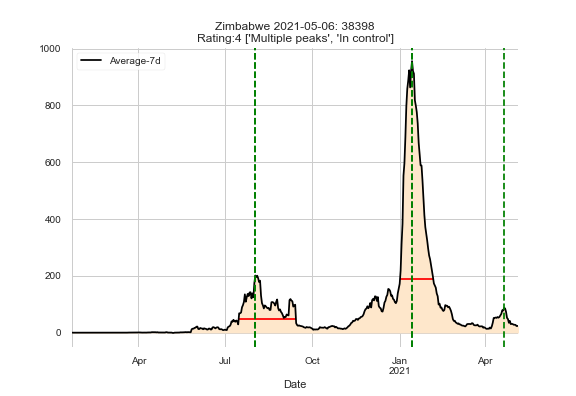 Zimbabwe 2021-05-06: 38398
Rating:4 ['Multiple peaks', 'In control']
1000
Average-7d
800
600
400
200
0
Apr Jul Oct Jan Apr
2021
Date